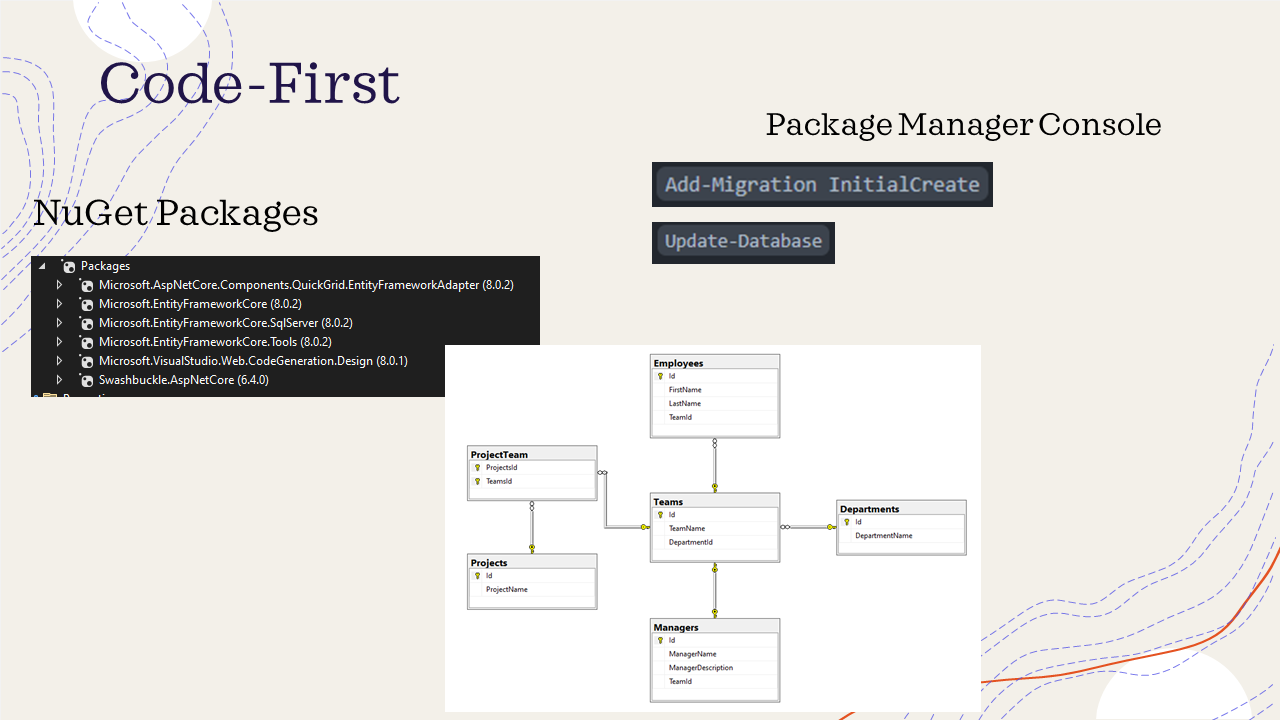 Code-First
Package Manager Console
Add-Migration InitialCreate
Update-Database
NuGet Packages
Packages
Microsoft.AspNetCore.Components.QuickGrid.EntityFrameworkAdapter (8.0.2)
Microsoft.EntityFrameworkCore (8.0.2)
Microsoft.EntityFrameworkCore.SqlServer (8.0.2)
Microsoft.EntityFrameworkCore.Tools (8.0.2)
Microsoft.VisualStudio.Web.CodeGeneration.Design (8.0.1)
Swashbuckle.AspNetCore (6.4.0)
Employees
Id
FirstName
LastName
TeamId
ProjectTeam
ProjectsId
TeamsId
Teams
Id
TeamName
DepartmentId
Departments
Id
DepartmentName
Projects
Id
ProjectName
Managers
Id
ManagerName
ManagerDescription
TeamId